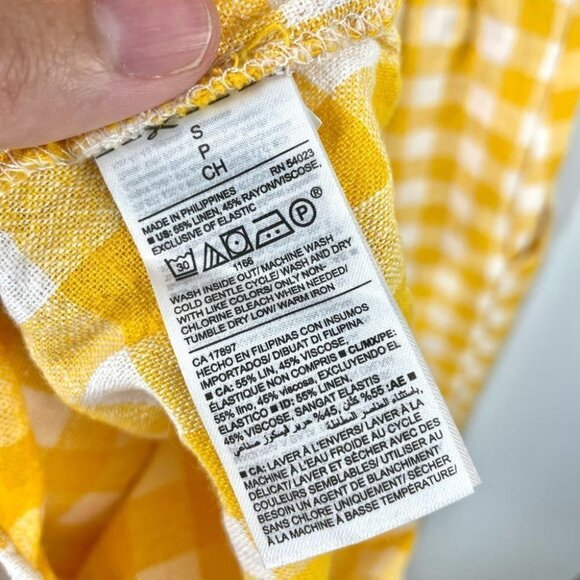 S
P
CH
RN 54023
MADE IN PHILIPPINES
■ US: 55% LINEN, 45% RAYON/VISCOSE,
EXCLUSIVE OF ELASTIC
30
P
1156
WASH INSIDE OUT/ MACHINE WASH
COLD GENTLE CYCLE/ WASH AND DRY
WITH LIKE COLORS/ ONLY NON-
CHLORINE BLEACH WHEN NEEDED/
TUMBLE DRY LOW/ WARM IRON
CA 17897
HECHO EN FILIPINAS CON INSUMOS
IMPORTADOS/ DIBUAT DI FILIPINA
■ CA: 55% LIN, 45% VISCOSE,
ÉLASTIQUE NON COMPRIS ■ CL/MX/PE:
55% lino, 45% viscosa, EXCLUYENDO EL
ELASTICO ■ ID: 55% LINEN,
45% VISCOSE, SANGAT ELASTIS
■ CA: LAVER À L'ENVERS/ LAVER À LA
MACHINE À L'EAU FROIDE AU CYCLE
DÉLICAT/ LAVER ET SÉCHER AVEC DES
COULEURS SEMBLABLES/ UTILISER AU
BESOIN UN AGENT DE BLANCHIMENT
SANS CHLORE UNIQUEMENT/ SÉCHER
À LA MACHINE À BASSE TEMPÉRATURE/